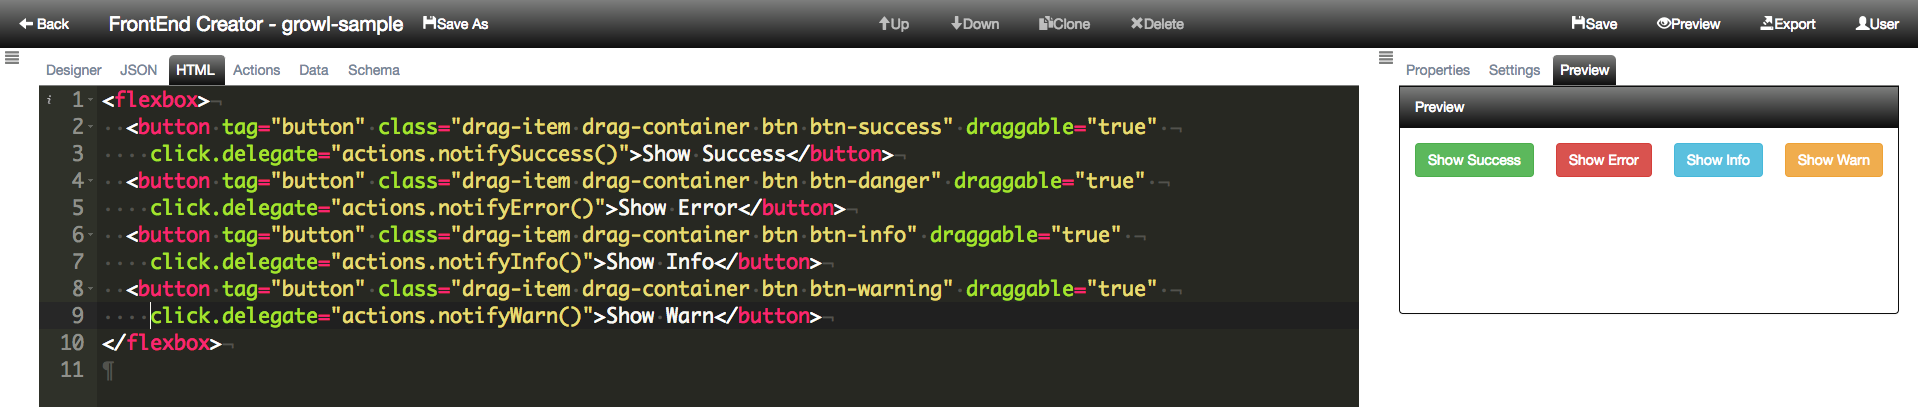 Back FrontEnd Creator - growl-sample Save As Up Down Clone Delete Save Preview Export User
Designer JSON HTML Actions Data Schema
i 1 <flexbox>
2 <button tag="button" class="drag-item drag-container btn btn-success" draggable="true"
3 click.delegate="actions.notifySuccess()">Show Success</button>
4 <button tag="button" class="drag-item drag-container btn btn-danger" draggable="true"
5 click.delegate="actions.notifyError()">Show Error</button>
6 <button tag="button" class="drag-item drag-container btn btn-info" draggable="true"
7 click.delegate="actions.notifyInfo()">Show Info</button>
8 <button tag="button" class="drag-item drag-container btn btn-warning" draggable="true"
9 click.delegate="actions.notifyWarn()">Show Warn</button>
10 </flexbox>
11
Properties Settings Preview
Preview
Show Success Show Error Show Info Show Warn